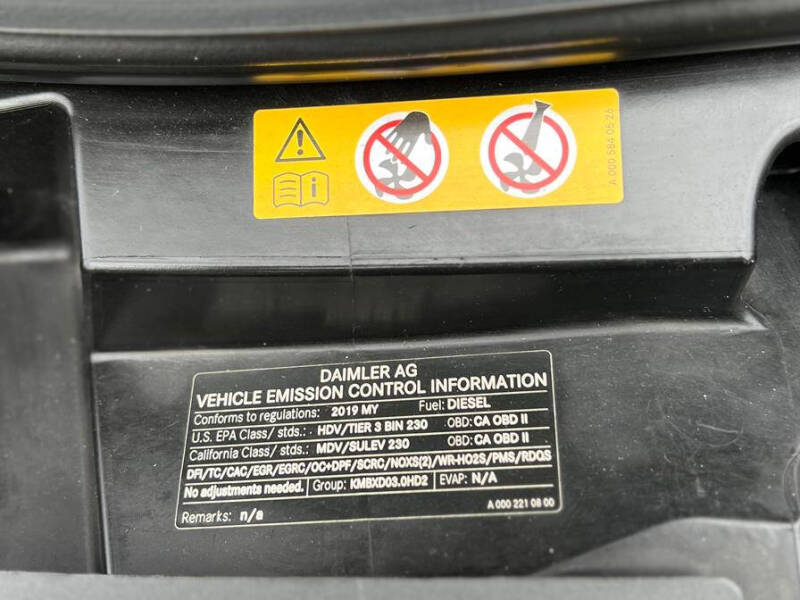 A 000 584 05 26
DAIMLER AG
VEHICLE EMISSION CONTROL INFORMATION
Conforms to regulations: 2019 MY Fuel: DIESEL
U.S. EPA Class/ stds.: HDV/TIER 3 BIN 230 OBD: CA OBD II
California Class/ stds.: MDV/SULEV 230 OBD: CA OBD II
DFI/TC/CAC/EGR/EGRC/OC+DPF/SCRC/NOXS(2)/WR-HO2S/PMS/RDQS
No adjustments needed. Group: KMBXD03.0HD2 EVAP: N/A
A 000 221 08 00
Remarks: n/a